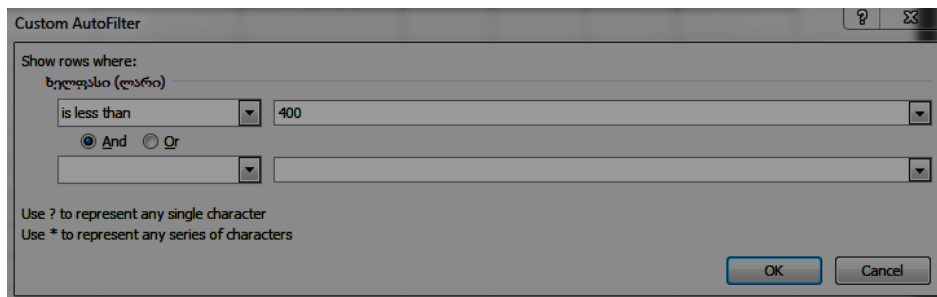 Custom AutoFilter
Show rows where:
ხელფასი (ლარი)
is less than 400
And Or
Use ? to represent any single character
Use * to represent any series of characters
OK Cancel